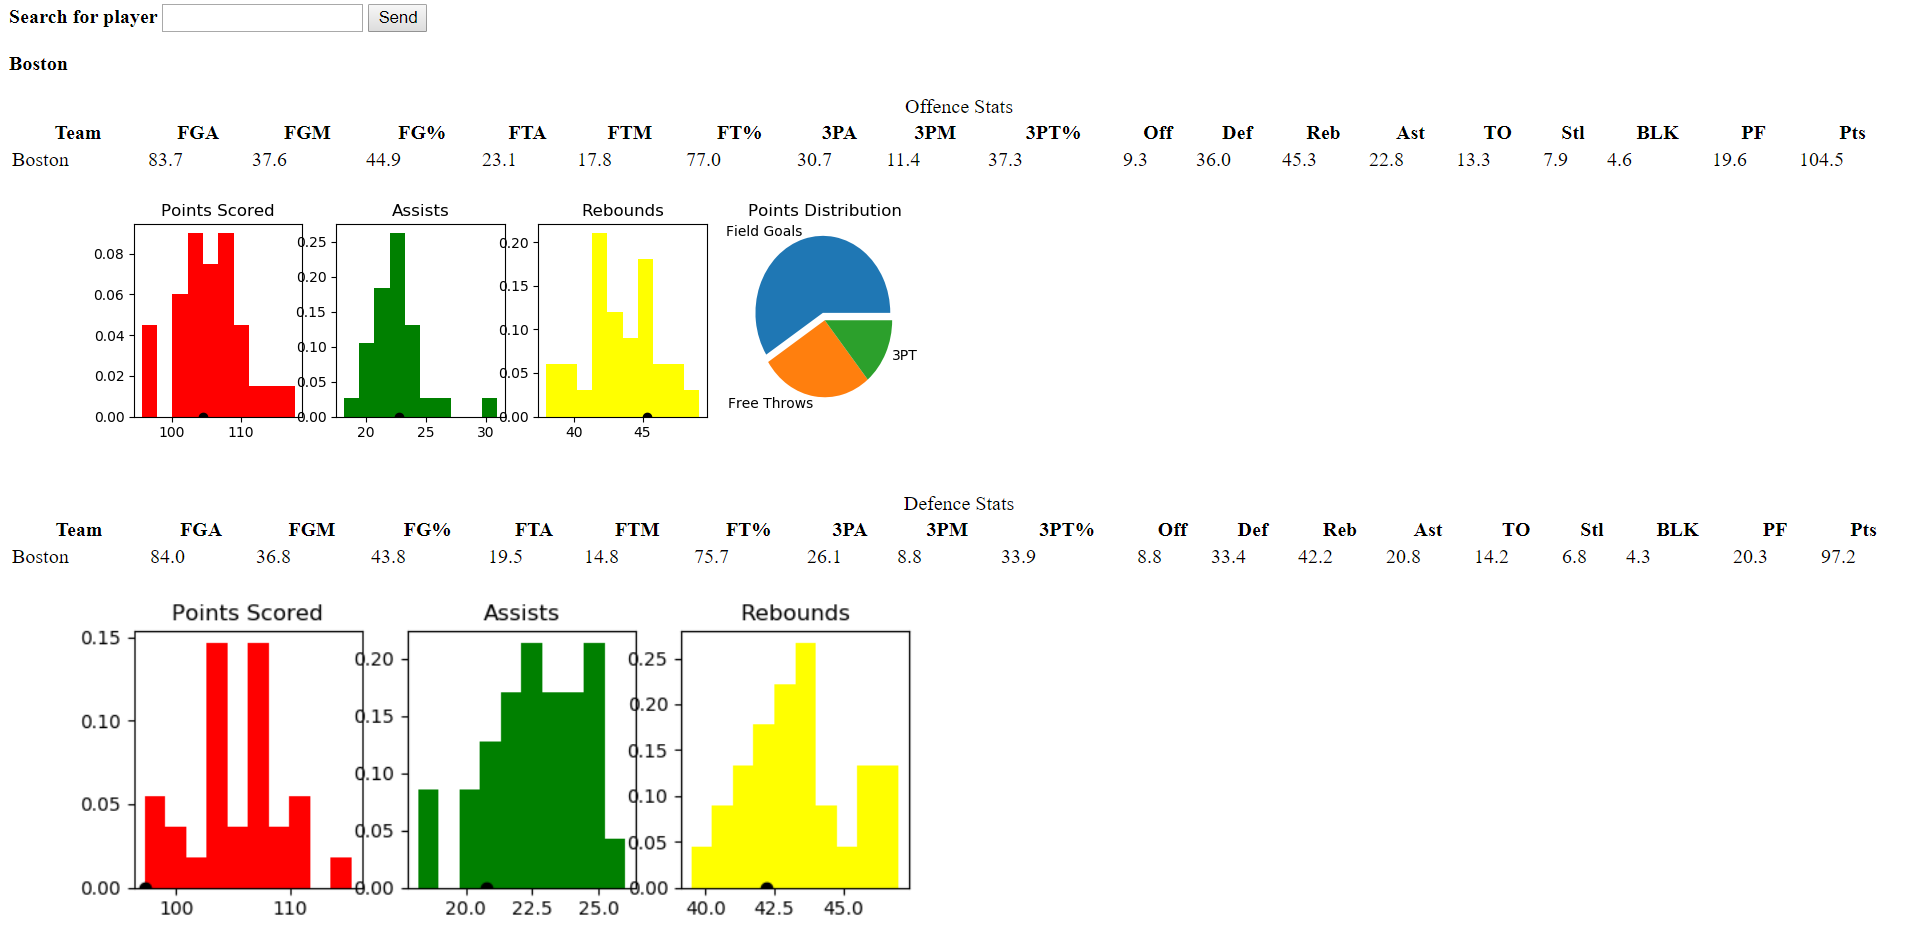 Search for player Send
Boston
Offence Stats
Team FGA FGM FG% FTA FTM FT% 3PA 3PM 3PT% Off Def Reb Ast TO Stl BLK PF Pts
Boston 83.7 37.6 44.9 23.1 17.8 77.0 30.7 11.4 37.3 9.3 36.0 45.3 22.8 13.3 7.9 4.6 19.6 104.5
Points Scored Assists Rebounds Points Distribution
Field Goals
0.08 0.25 0.20
0.06 0.20 0.15
0.04 0.15 0.10
0.02 0.10 0.05
0.00 0.05 0.00
0.00
3PT
Free Throws
100 110 20 25 30 40 45
Defence Stats
Team FGA FGM FG% FTA FTM FT% 3PA 3PM 3PT% Off Def Reb Ast TO Stl BLK PF Pts
Boston 84.0 36.8 43.8 19.5 14.8 75.7 26.1 8.8 33.9 8.8 33.4 42.2 20.8 14.2 6.8 4.3 20.3 97.2
Points Scored Assists Rebounds
0.15 0.20 0.25
0.10 0.15 0.20
0.05 0.10 0.15
0.00 0.05 0.10
0.00 0.05
0.00
100 110 20.0 22.5 25.0 40.0 42.5 45.0